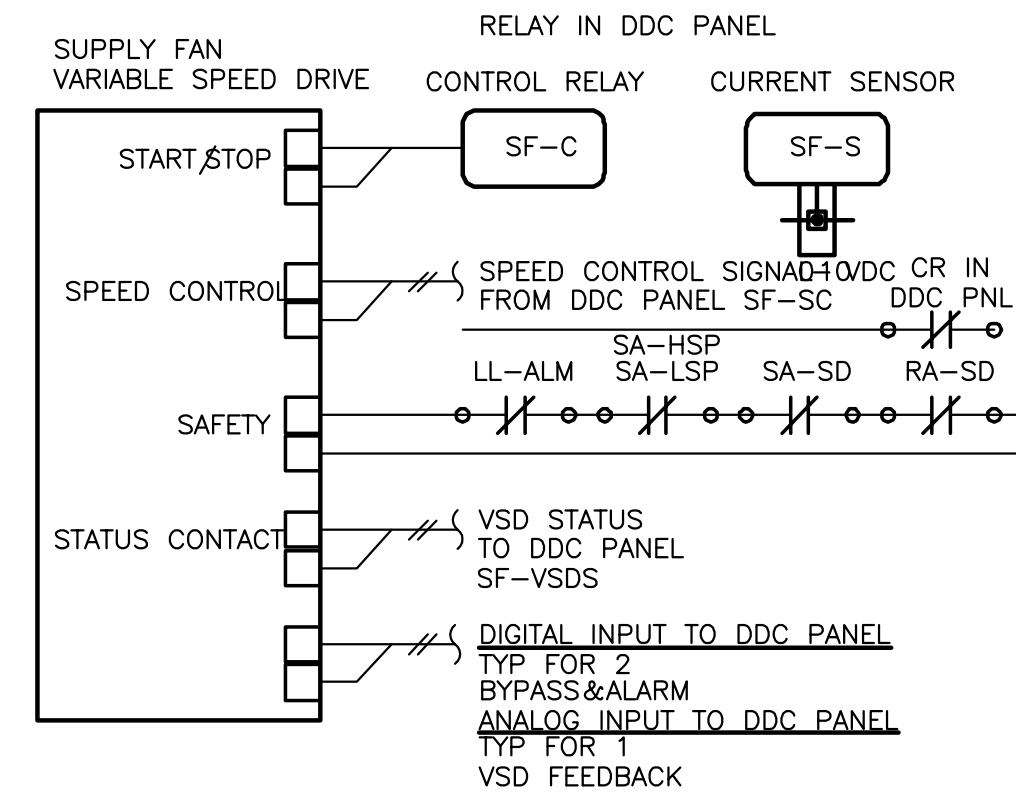 RELAY IN DDC PANEL
SUPPLY FAN
VARIABLE SPEED DRIVE
CONTROL RELAY
CURRENT SENSOR
START/STOP
SF-C
SF-S
SPEED CONTROL
SPEED CONTROL SIGNAL 0-10VDC
FROM DDC PANEL SF-SC
CR IN
DDC PNL
SA-HSP
LL-ALM
SA-LSP
SA-SD
RA-SD
SAFETY
STATUS CONTACT
VSD STATUS
TO DDC PANEL
SF-VSDS
DIGITAL INPUT TO DDC PANEL
TYP FOR 2
BYPASS&ALARM
ANALOG INPUT TO DDC PANEL
TYP FOR 1
VSD FEEDBACK